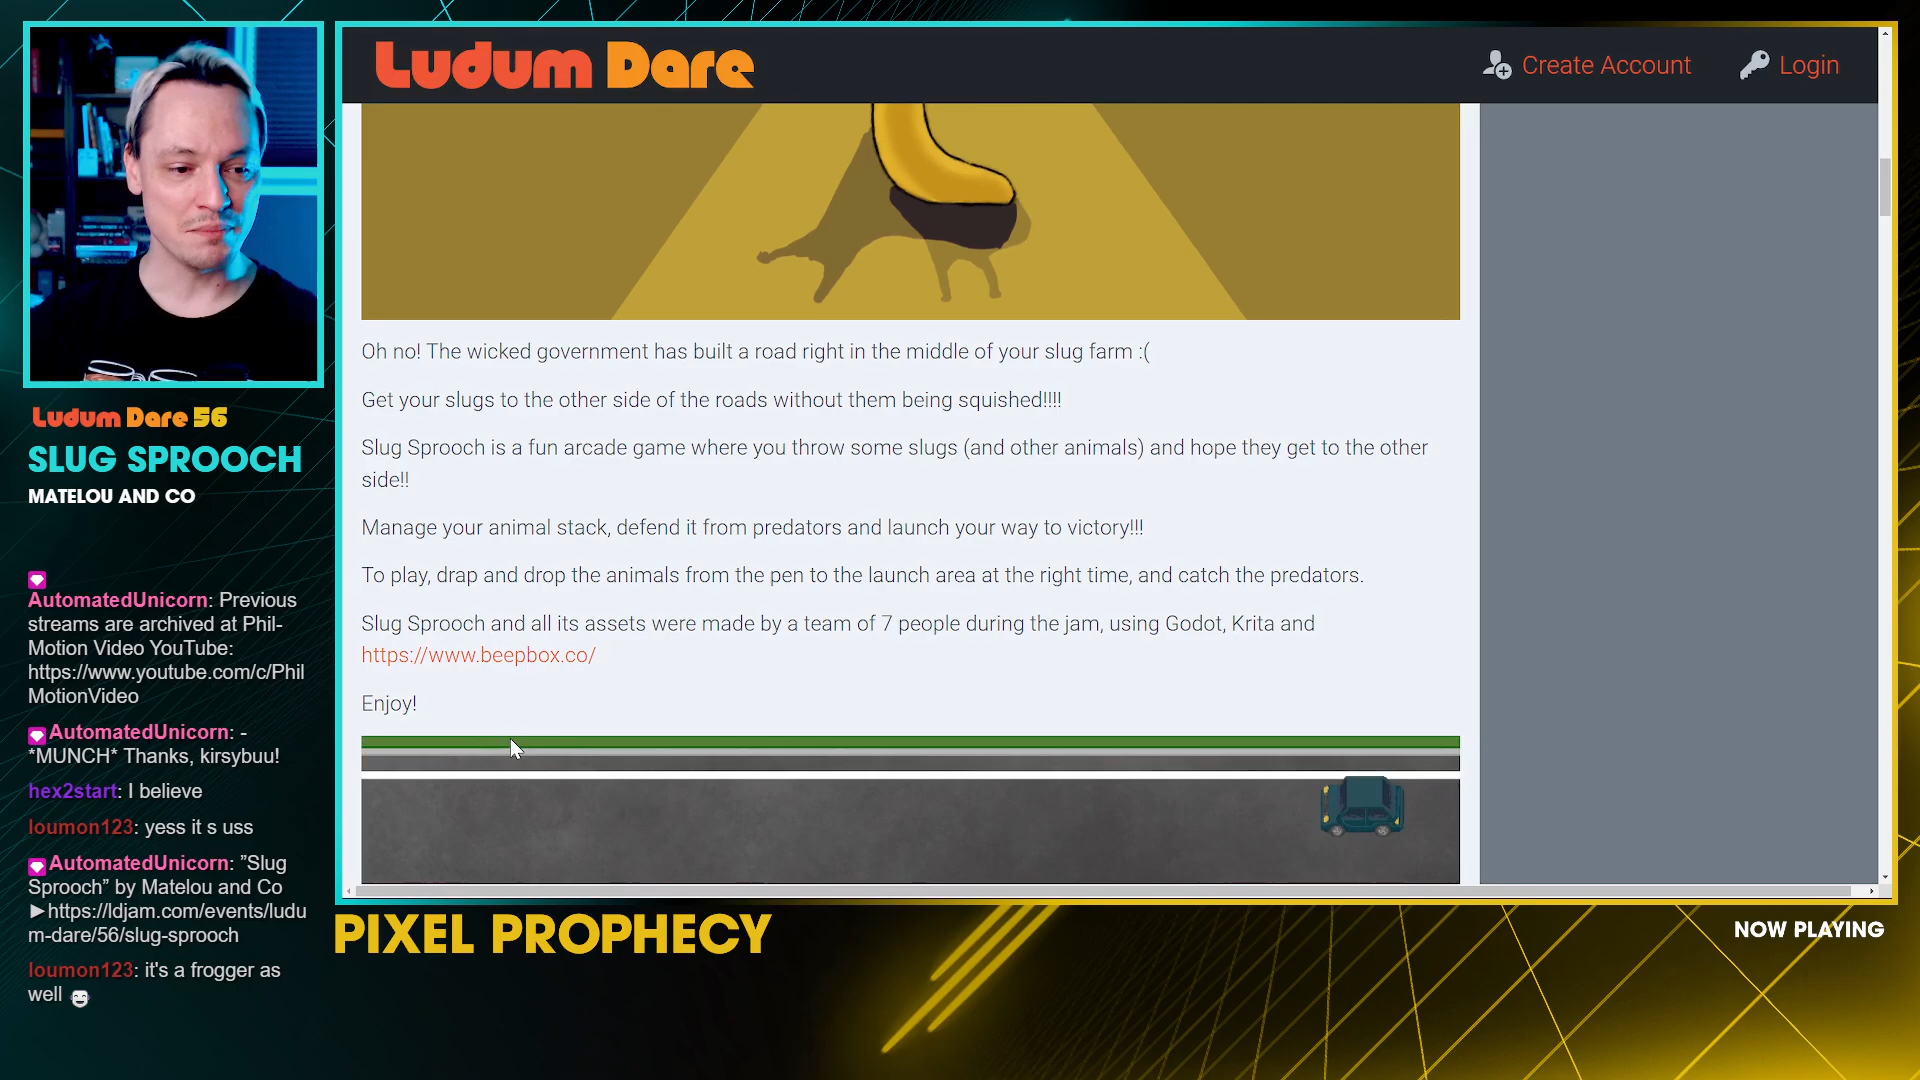 Ludum Dare
Create Account
Login
Oh no! The wicked government has built a road right in the middle of your slug farm :(
Get your slugs to the other side of the roads without them being squished!!!!
Slug Sprooch is a fun arcade game where you throw some slugs (and other animals) and hope they get to the other
side!!
Manage your animal stack, defend it from predators and launch your way to victory!!!
To play, drap and drop the animals from the pen to the launch area at the right time, and catch the predators.
Slug Sprooch and all its assets were made by a team of 7 people during the jam, using Godot, Krita and
https://www.beepbox.co/
Enjoy!
Ludum Dare 56
SLUG SPROOCH
MATELOU AND CO
AutomatedUnicorn: Previous
streams are archived at Phil-
Motion Video YouTube:
https://www.youtube.com/c/Phil
MotionVideo
AutomatedUnicorn: -
*MUNCH* Thanks, kirsybuu!
hex2start: I believe
loumon123: yess it s uss
AutomatedUnicorn: ”Slug
Sprooch” by Matelou and Co
►https://ldjam.com/events/ludu
m-dare/56/slug-sprooch
loumon123: it's a frogger as
well
PIXEL PROPHECY
NOW PLAYING